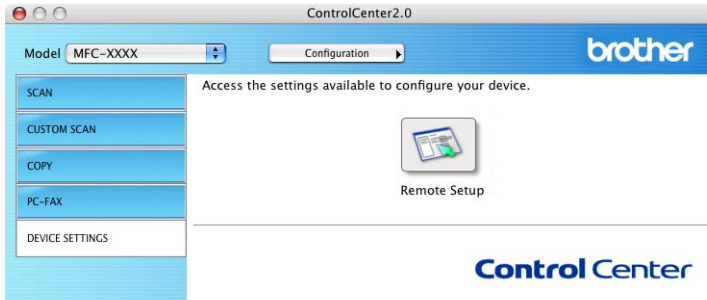 ControlCenter2.0
Model MFC-XXXX Configuration brother
SCAN
CUSTOM SCAN
COPY
PC-FAX
DEVICE SETTINGS
Access the settings available to configure your device.
Remote Setup
Control Center